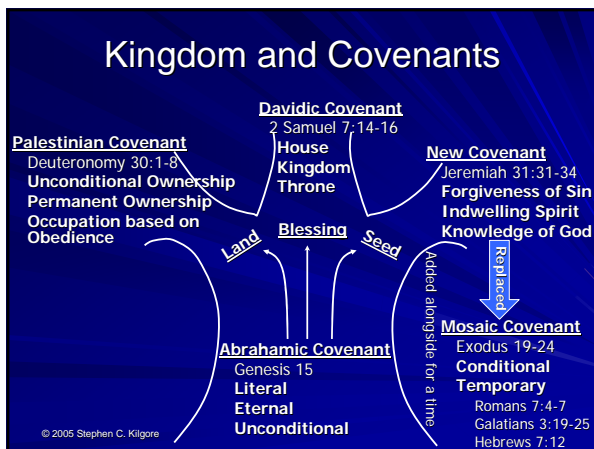 Kingdom and Covenants
Davidic Covenant
2 Samuel 7:14-16
House
Kingdom
Throne
Palestinian Covenant
Deuteronomy 30:1-8
Unconditional Ownership
Permanent Ownership
Occupation based on
Obedience
New Covenant
Jeremiah 31:31-34
Forgiveness of Sin
Indwelling Spirit
Knowledge of God
Land
Blessing
Seed
Replaced
Added alongside for a time
Abrahamic Covenant
Genesis 15
Literal
Eternal
Unconditional
Mosaic Covenant
Exodus 19-24
Conditional
Temporary
Romans 7:4-7
Galatians 3:19-25
Hebrews 7:12
© 2005 Stephen C. Kilgore